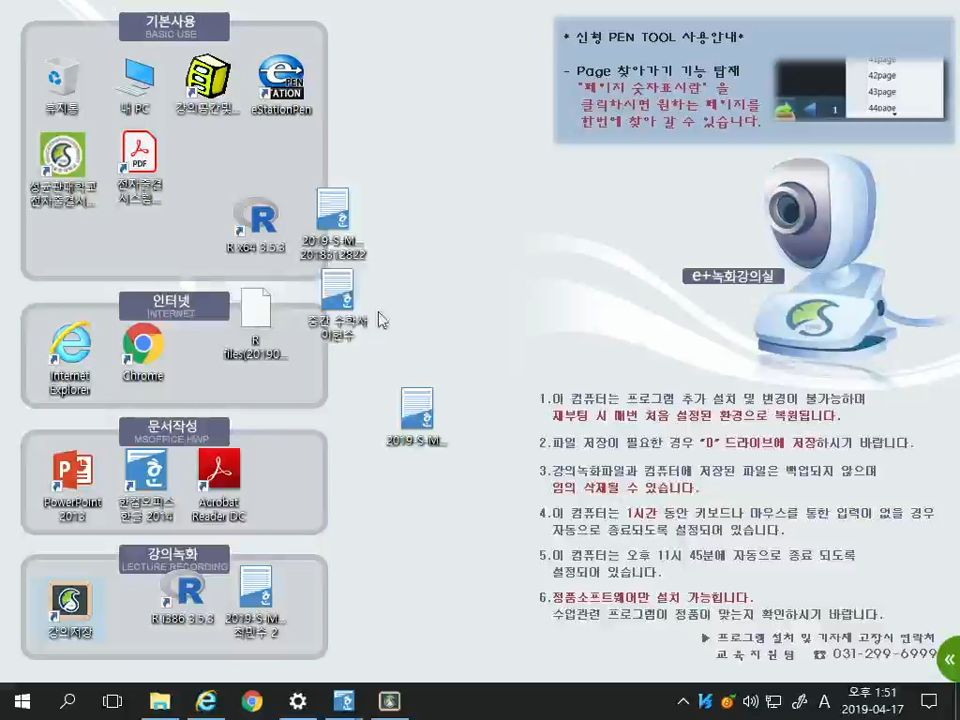 기본사용
BASIC USE
휴지통
내 PC
강의공간빛...
eStationPen
성균관대학교
전자출결시...
PDF
전자출결
시스템...
R x64 3.5.3
2019-S-M...
2018312822
인터넷
INTERNET
Internet
Explorer
Chrome
R
files(20190...
중간 수학사
이현수
2019 S-M...
문서작성
MSOFFICE HWP
PowerPoint
2013
한컴오피스
한글 2014
Acrobat
Reader DC
강의녹화
LECTURE RECORDING
강의저장
R i386 3.5.3
2019-S-M...
최민수 2
* 신형 PEN TOOL 사용안내*
- Page 찾아가기 기능 탑재
"페이지 숫자표시람" 을
클릭하시면 원하는 페이지를
한번에 찾아 갈 수 있습니다.
41page
42page
43page
44page
1
e+녹화강의실
1.이 컴퓨터는 프로그램 추가 설치 및 변경이 불가능하며
재부팅 시 매번 처음 설정된 환경으로 복원됩니다.
2.파일 저장이 필요한 경우 "D" 드라이브에 저장하시기 바랍니다.
3.강의녹화파일과 컴퓨터에 저장된 파일은 백업되지 않으며
임의 삭제될 수 있습니다.
4.이 컴퓨터는 1시간 동안 키보드나 마우스를 통한 입력이 없을 경우
자동으로 종료되도록 설정되어 있습니다.
5.이 컴퓨터는 오후 11시 45분에 자동으로 종료 되도록
설정되어 있습니다.
6.정품소프트웨어만 설치 가능합니다.
수업관련 프로그램이 정품이 맞는지 확인하시기 바랍니다.
▶ 프로그램 설치 및 기자재 고장시 연락처
교육지원팀 ☎ 031-299-6999
A
오후 1:51
2019-04-17